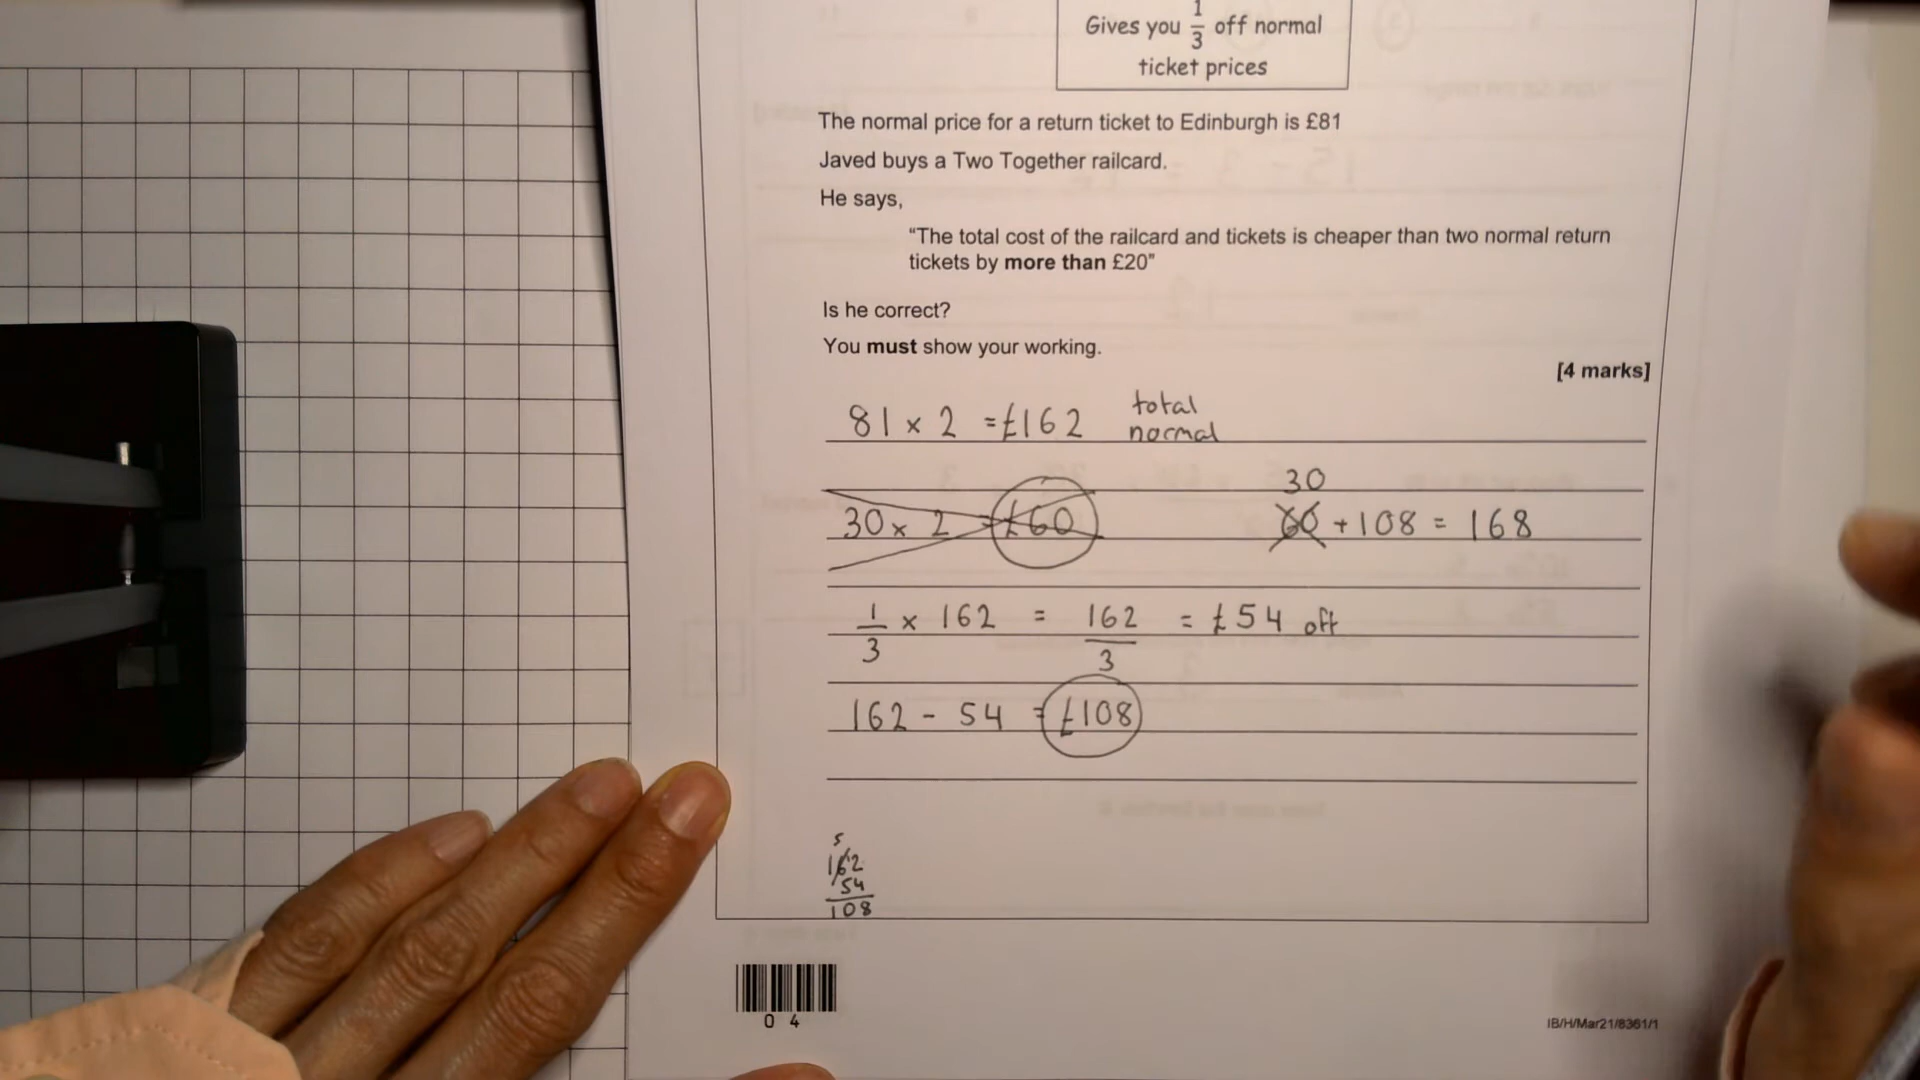 Gives you 1/3 off normal
ticket prices
The normal price for a return ticket to Edinburgh is £81
Javed buys a Two Together railcard.
He says,
“The total cost of the railcard and tickets is cheaper than two normal return
tickets by more than £20”
Is he correct?
You must show your working.
[4 marks]
81 × 2 = £162 total normal
30 × 2 = £60
30
60 + 108 = 168
1/3 × 162 = 162/3 = £54 off
162 - 54 = £108
5
162
54
108
0 4
IB/H/Mar21/8361/1